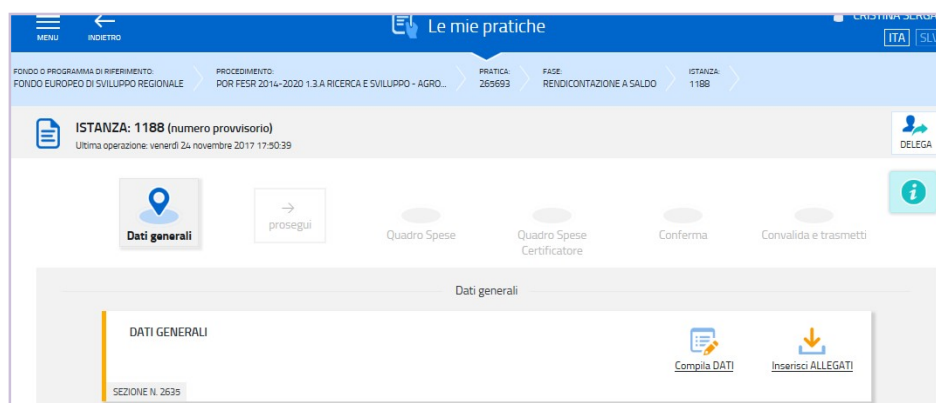 Le mie pratiche
MENU
INDIETRO
ITA
FONDO O PROGRAMMA DI RIFERIMENTO:
FONDO EUROPEO DI SVILUPPO REGIONALE
PROCEDIMENTO:
POR FESR 2014-2020 1.3.A RICERCA E SVILUPPO - AGRO...
PRATICA:
265693
FASE:
RENDICONTAZIONE A SALDO
ISTANZA:
1188
ISTANZA: 1188 (numero provvisorio)
Ultima operazione: venerdì 24 novembre 2017 17:50:39
DELEGA
Dati generali
prosegui
Quadro Spese
Quadro Spese
Certificatore
Conferma
Convalida e trasmetti
Dati generali
DATI GENERALI
Compila DATI
Inserisci ALLEGATI
SEZIONE N. 2635